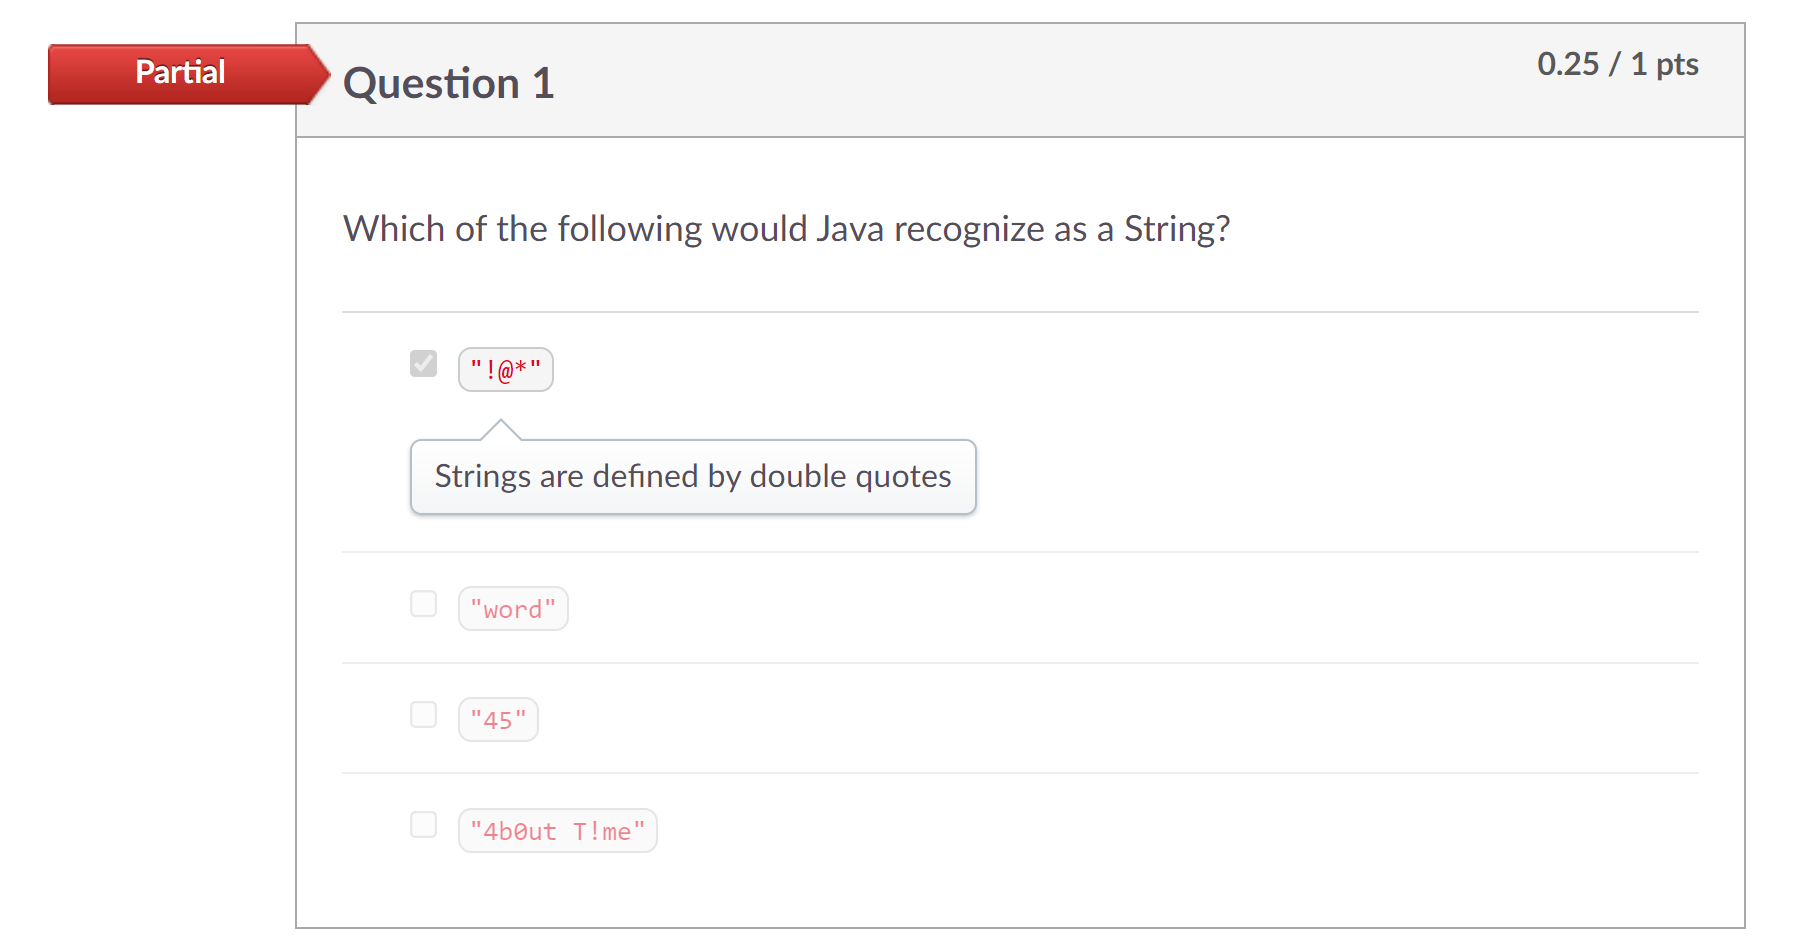 Partial
Question 1
0.25 / 1 pts
Which of the following would Java recognize as a String?
"!@*"
Strings are defined by double quotes
"word"
"45"
"4b0ut T!me"